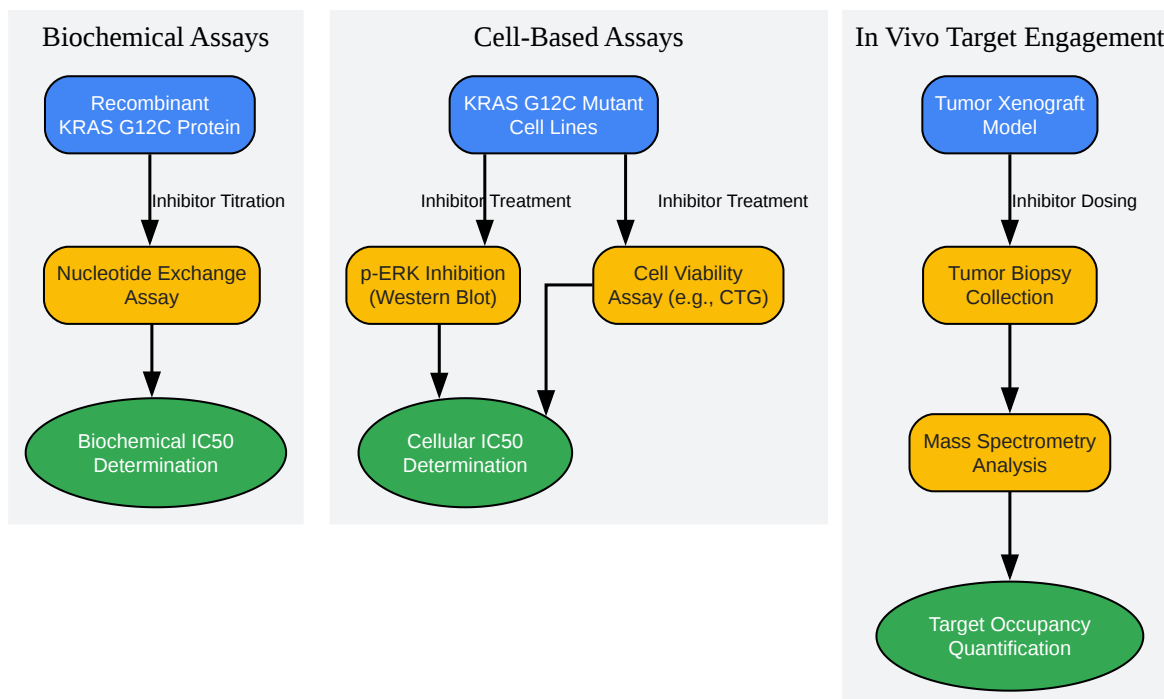 Biochemical Assays
Recombinant
KRAS G12C Protein
Inhibitor Titration
Nucleotide Exchange
Assay
Biochemical IC50
Determination
Cell-Based Assays
KRAS G12C Mutant
Cell Lines
Inhibitor Treatment
Inhibitor Treatment
p-ERK Inhibition
(Western Blot)
Cell Viability
Assay (e.g., CTG)
Cellular IC50
Determination
In Vivo Target Engagement
Tumor Xenograft
Model
Inhibitor Dosing
Tumor Biopsy
Collection
Mass Spectrometry
Analysis
Target Occupancy
Quantification